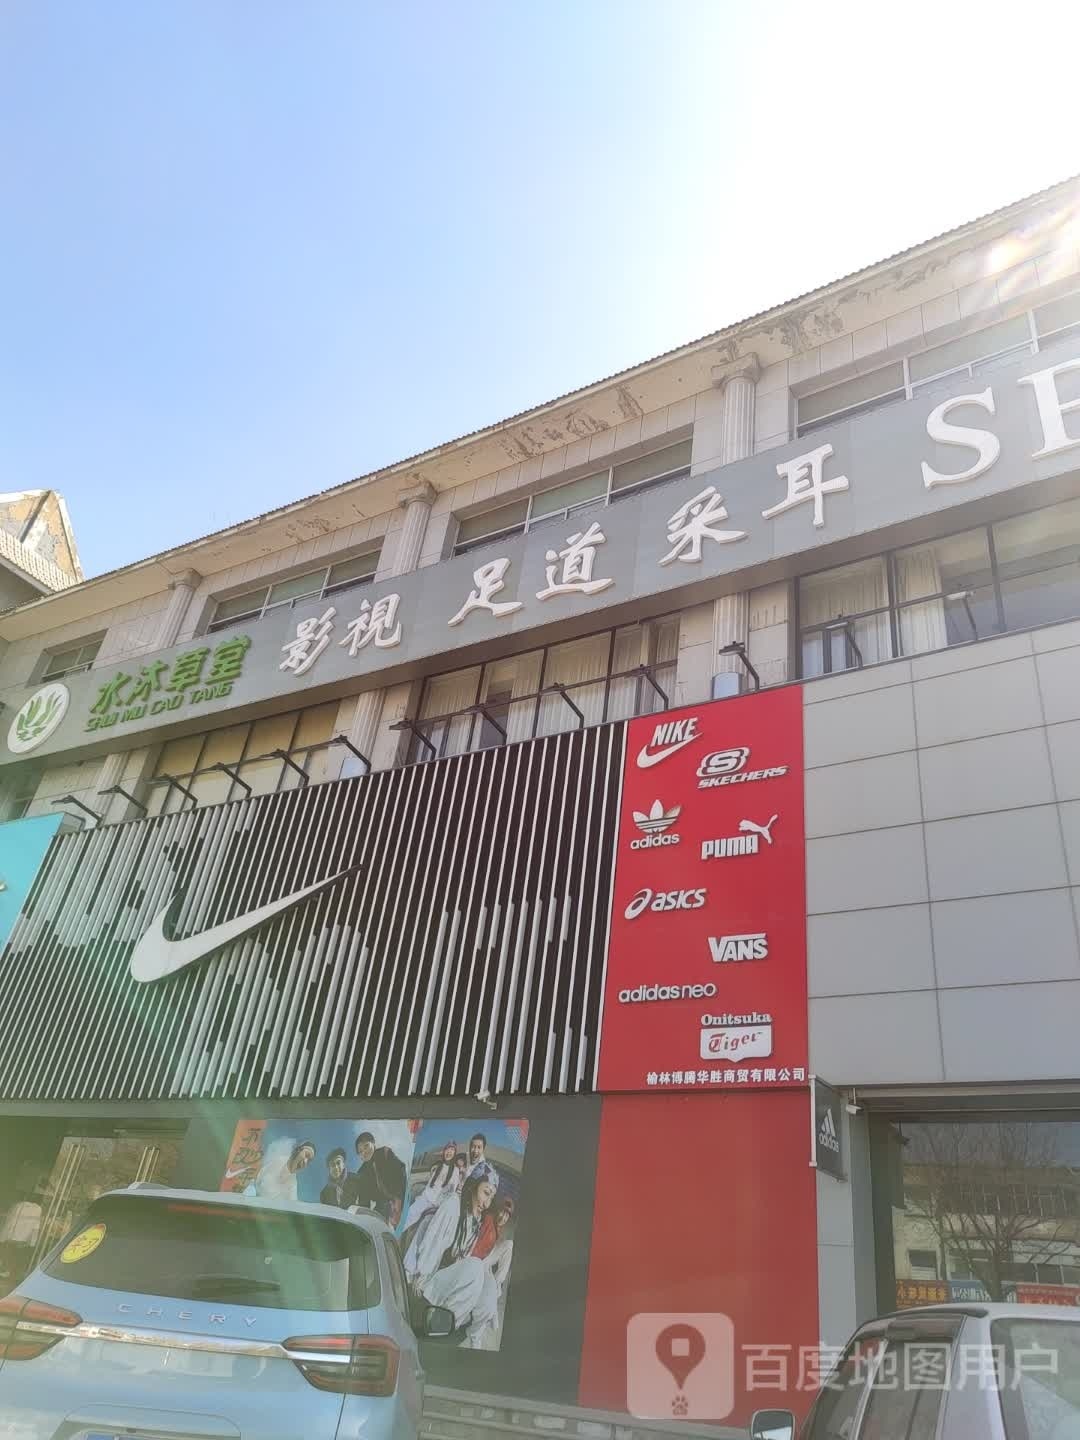 水沐草堂
SHUI MU CAO TANG
影視 足道 采耳
NIKE
SKECHERS
adidas
PUMA
asics
VANS
adidas neo
Onitsuka
Tiger
榆林博腾华胜商贸有限公司
adidas
CHERY
百度地图用户